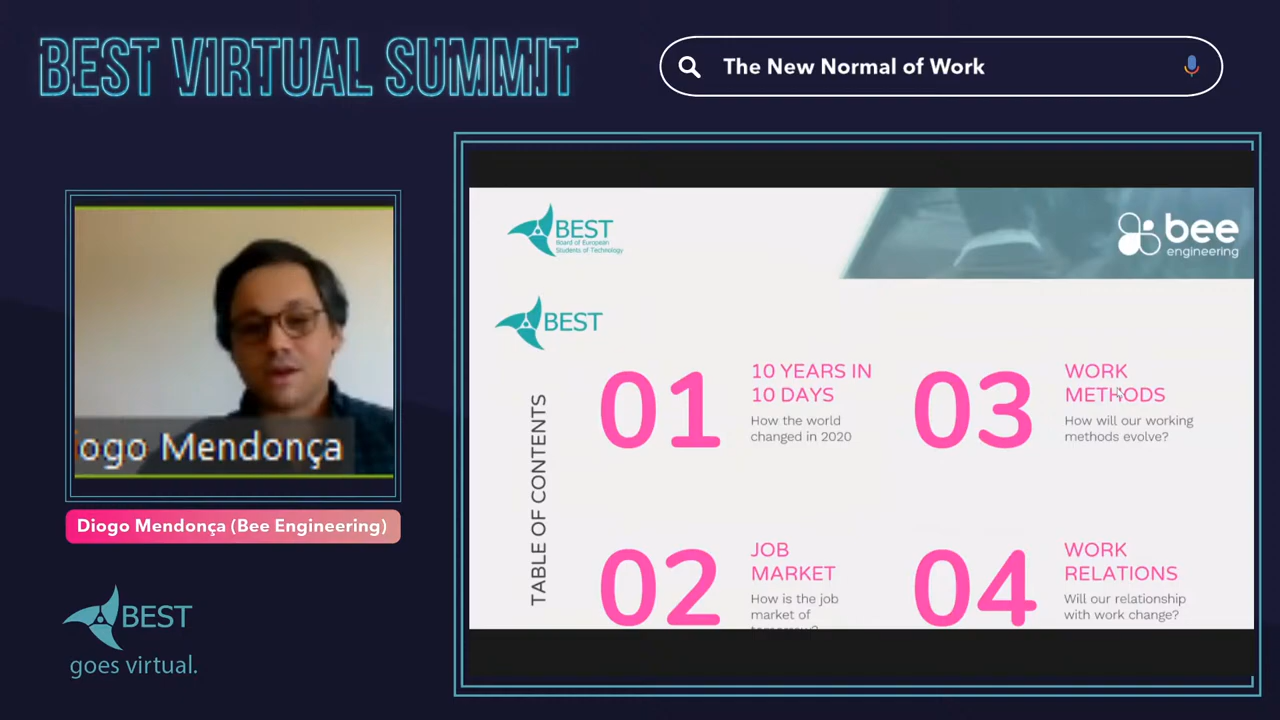 BEST VIRTUAL SUMMIT
The New Normal of Work
BEST
Board of European
Students of Technology
bee
engineering
BEST
TABLE OF CONTENTS
01
10 YEARS IN
10 DAYS
How the world
changed in 2020
03
WORK
METHODS
How will our working
methods evolve?
02
JOB
MARKET
How is the job
market of
tomorrow?
04
WORK
RELATIONS
Will our relationship
with work change?
ogo Mendonça
Diogo Mendonça (Bee Engineering)
BEST
goes virtual.